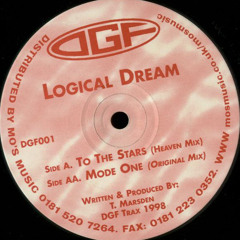 DGF
LOGICAL DREAM
DGF001
SIDE A. TO THE STARS (HEAVEN MIX)
SIDE AA. MODE ONE (ORIGINAL MIX)
WRITTEN & PRODUCED BY:
T. MARSDEN
DGF TRAX 1998
DISTRIBUTED BY MO'S MUSIC 0181 520 7264. FAX: 0181 223 0352. www.mosmusic.co.uk/mosmusic